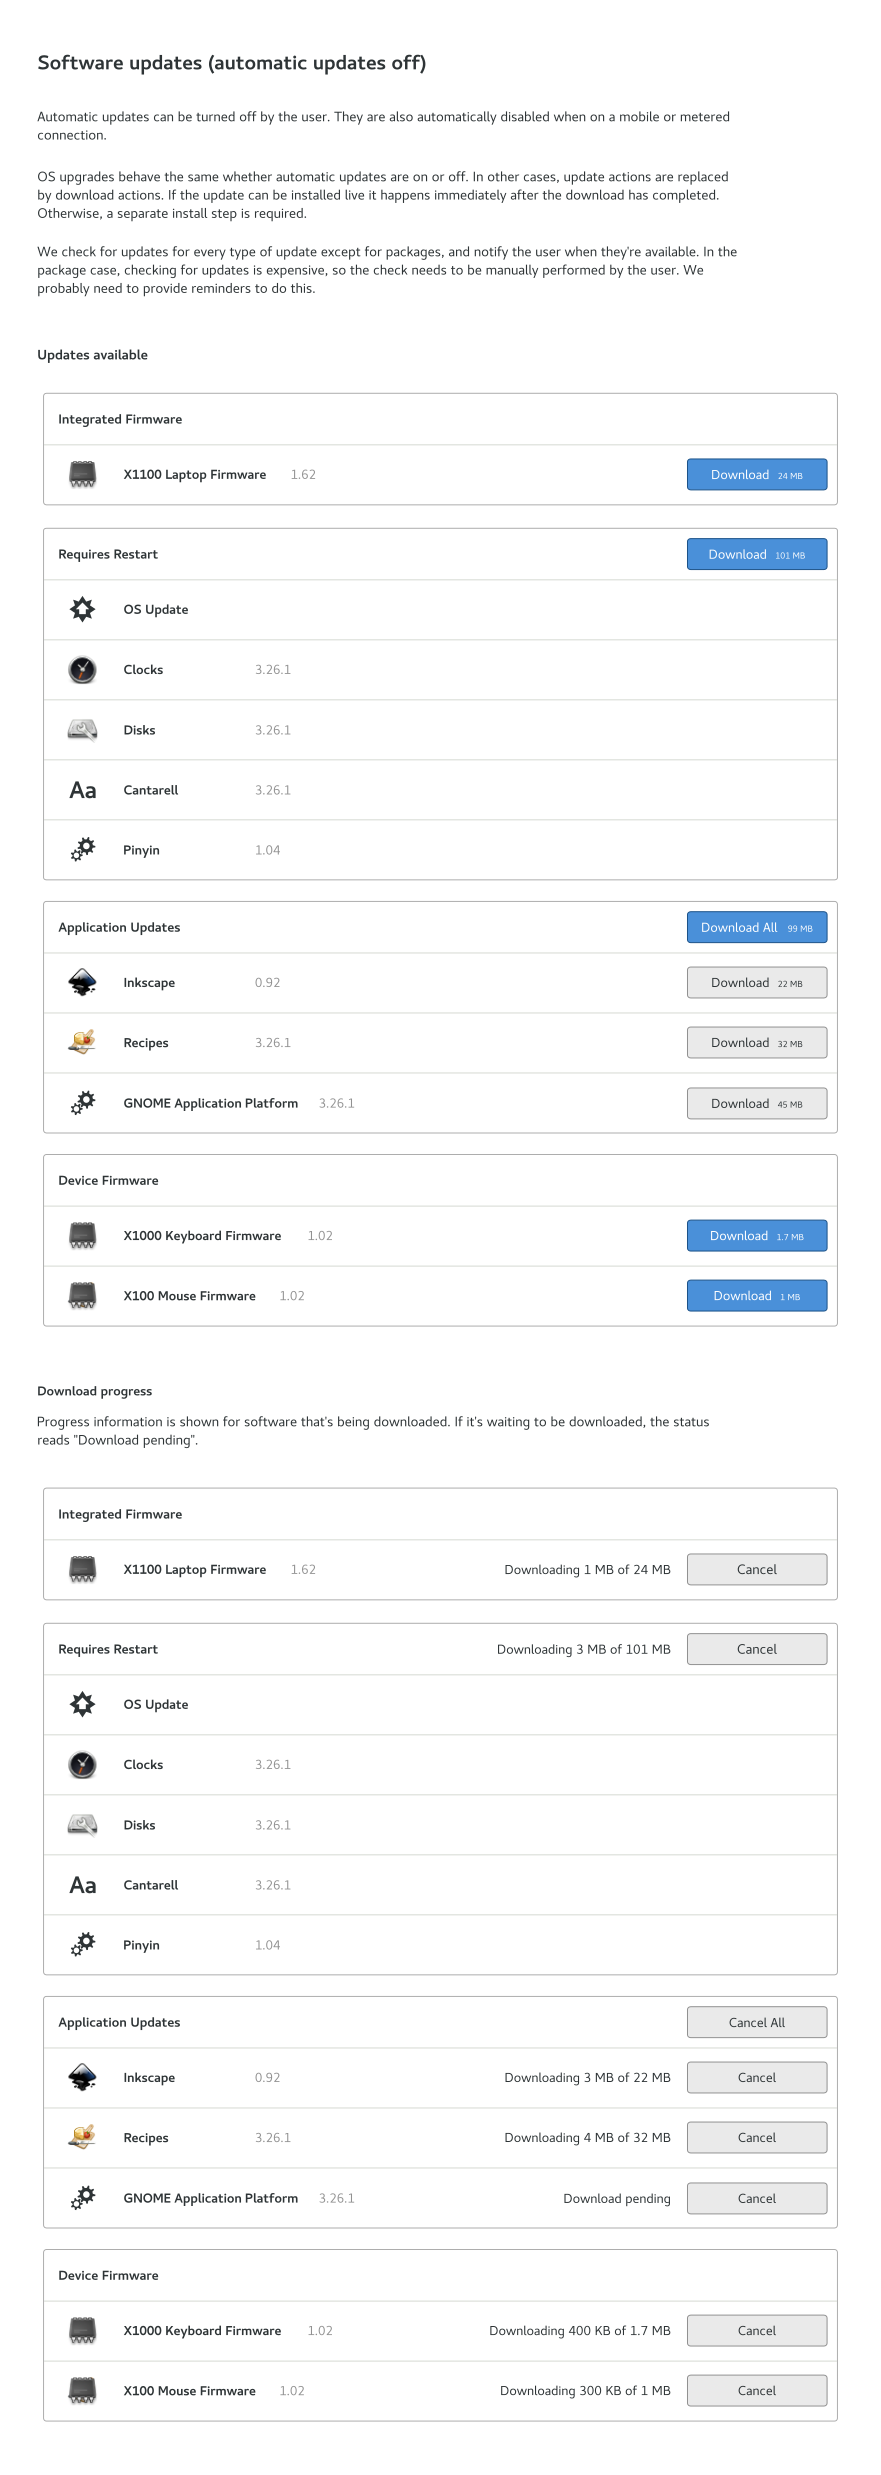 Software updates (automatic updates off)
Automatic updates can be turned off by the user. They are also automatically disabled when on a mobile or metered
connection.
OS upgrades behave the same whether automatic updates are on or off. In other cases, update actions are replaced
by download actions. If the update can be installed live it happens immediately after the download has completed.
Otherwise, a separate install step is required.
We check for updates for every type of update except for packages, and notify the user when they're available. In the
package case, checking for updates is expensive, so the check needs to be manually performed by the user. We
probably need to provide reminders to do this.
Updates available
Integrated Firmware
X1100 Laptop Firmware 1.62 Download 24 MB
Requires Restart Download 101 MB
OS Update
Clocks 3.26.1
Disks 3.26.1
Aa Cantarell 3.26.1
Pinyin 1.04
Application Updates Download All 99 MB
Inkscape 0.92 Download 22 MB
Recipes 3.26.1 Download 32 MB
GNOME Application Platform 3.26.1 Download 45 MB
Device Firmware
X1000 Keyboard Firmware 1.02 Download 1.7 MB
X100 Mouse Firmware 1.02 Download 1 MB
Download progress
Progress information is shown for software that's being downloaded. If it's waiting to be downloaded, the status
reads "Download pending".
Integrated Firmware
X1100 Laptop Firmware 1.62 Downloading 1 MB of 24 MB Cancel
Requires Restart Downloading 3 MB of 101 MB Cancel
OS Update
Clocks 3.26.1
Disks 3.26.1
Aa Cantarell 3.26.1
Pinyin 1.04
Application Updates Cancel All
Inkscape 0.92 Downloading 3 MB of 22 MB Cancel
Recipes 3.26.1 Downloading 4 MB of 32 MB Cancel
GNOME Application Platform 3.26.1 Download pending Cancel
Device Firmware
X1000 Keyboard Firmware 1.02 Downloading 400 KB of 1.7 MB Cancel
X100 Mouse Firmware 1.02 Downloading 300 KB of 1 MB Cancel